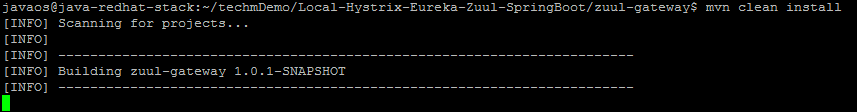 javaos@java-redhat-stack:~/techmDemo/Local-Hystrix-Eureka-Zuul-SpringBoot/zuul-gateway$ mvn clean install
[INFO] Scanning for projects...
[INFO]
[INFO] ------------------------------------------------------------------------
[INFO] Building zuul-gateway 1.0.1-SNAPSHOT
[INFO] ------------------------------------------------------------------------